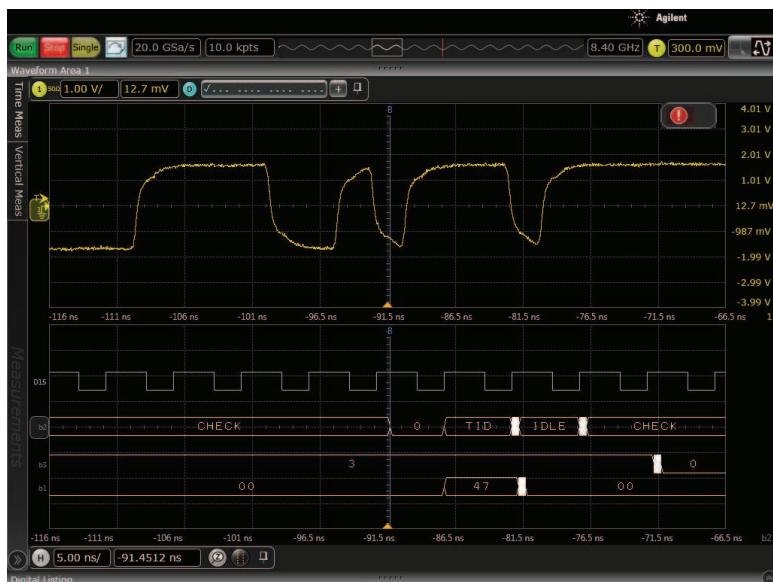 Agilent
Run Stop Single 20.0 GSa/s 10.0 kpts 8.40 GHz T 300.0 mV
Waveform Area 1
Time Meas
Vertical Meas
Measurements
1 50Ω 1.00 V/ 12.7 mV D +
4.01 V
3.01 V
2.01 V
1.01 V
12.7 mV
-987 mV
-1.99 V
-2.99 V
-3.99 V
-116 ns -111 ns -106 ns -101 ns -96.5 ns -91.5 ns -86.5 ns -81.5 ns -76.5 ns -71.5 ns -66.5 ns 1
D15
b2 CHECK 0 TID IDLE CHECK
b3 3 0
b1 00 47 00
-116 ns -111 ns -106 ns -101 ns -96.5 ns -91.5 ns -86.5 ns -81.5 ns -76.5 ns -71.5 ns -66.5 ns b2
H 5.00 ns/ -91.4512 ns
Digital Listing